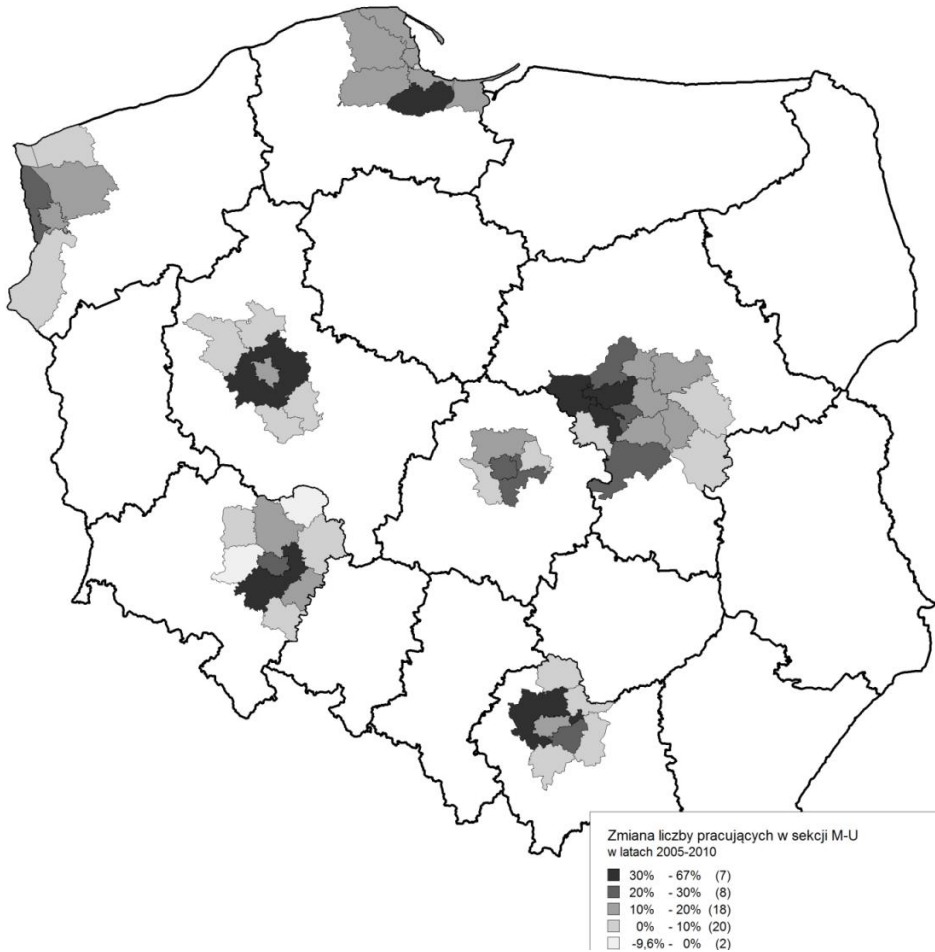 Zmiana liczby pracujących w sekcji M-U
w latach 2005-2010
30% - 67% (7)
20% - 30% (8)
10% - 20% (18)
0% - 10% (20)
-9,6% - 0% (2)